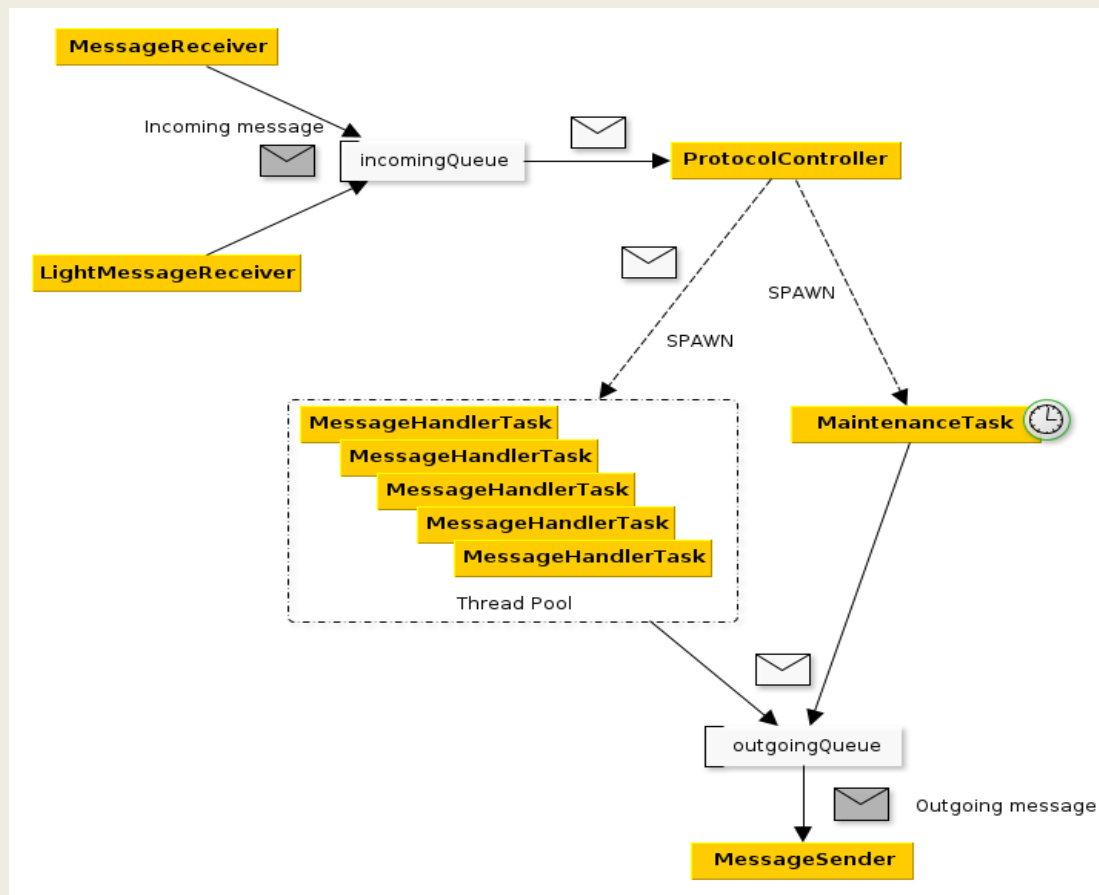 MessageReceiver
Incoming message
incomingQueue
ProtocolController
LightMessageReceiver
SPAWN
SPAWN
MessageHandlerTask
MessageHandlerTask
MessageHandlerTask
MessageHandlerTask
MessageHandlerTask
Thread Pool
MaintenanceTask
outgoingQueue
Outgoing message
MessageSender